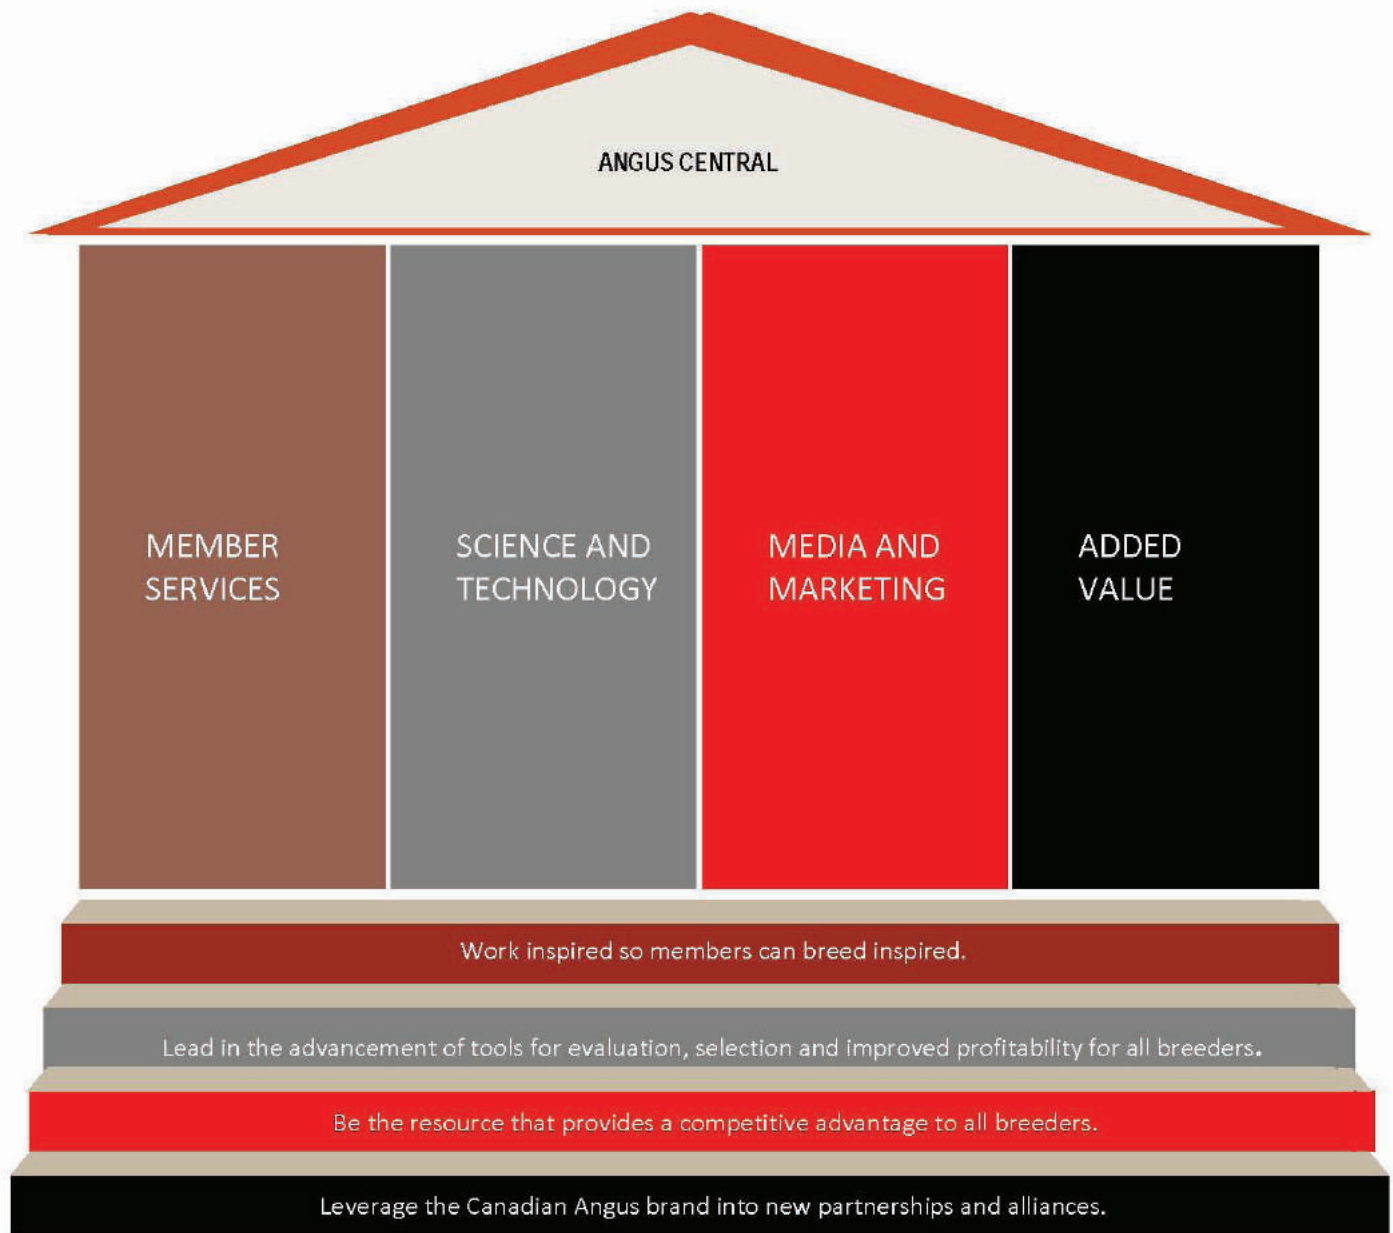 ANGUS CENTRAL
MEMBER
SERVICES
SCIENCE AND
TECHNOLOGY
MEDIA AND
MARKETING
ADDED
VALUE
Work inspired so members can breed inspired.
Lead in the advancement of tools for evaluation, selection and improved profitability for all breeders.
Be the resource that provides a competitive advantage to all breeders.
Leverage the Canadian Angus brand into new partnerships and alliances.